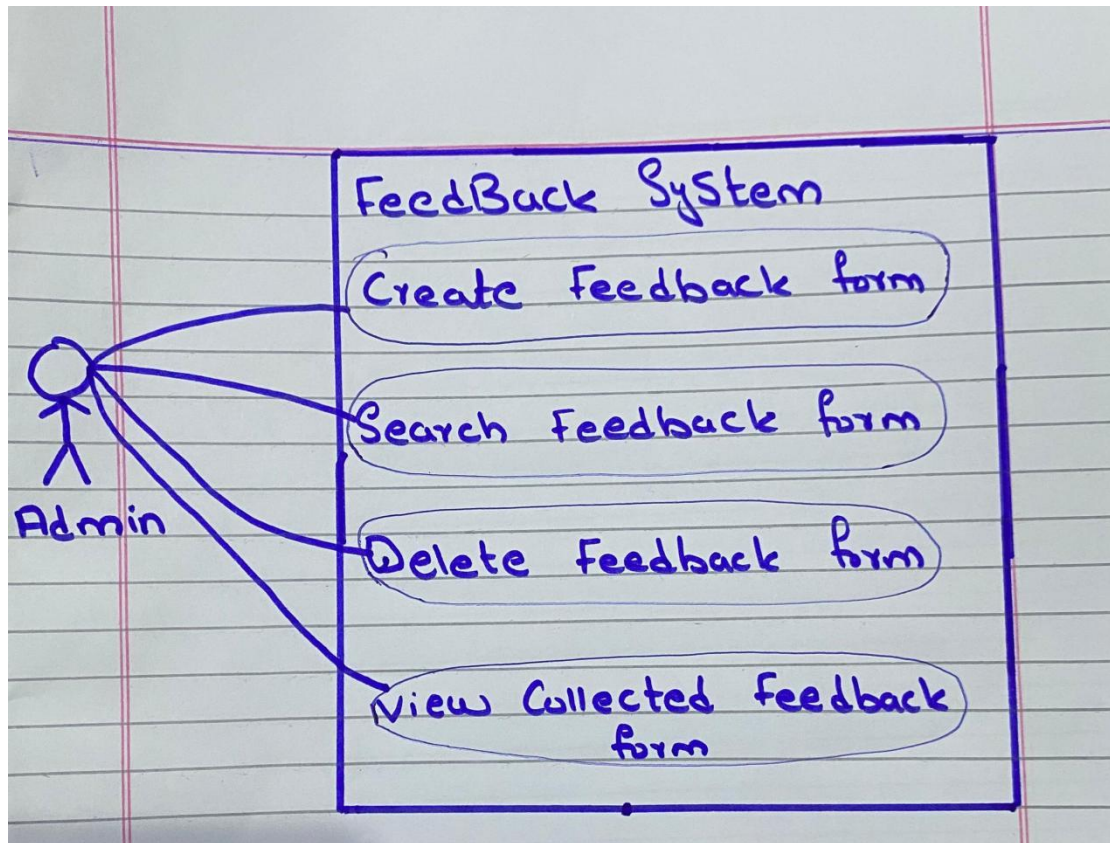 FeedBack System
Create Feedback form
Search Feedback form
Admin
Delete Feedback form
View Collected Feedback
form